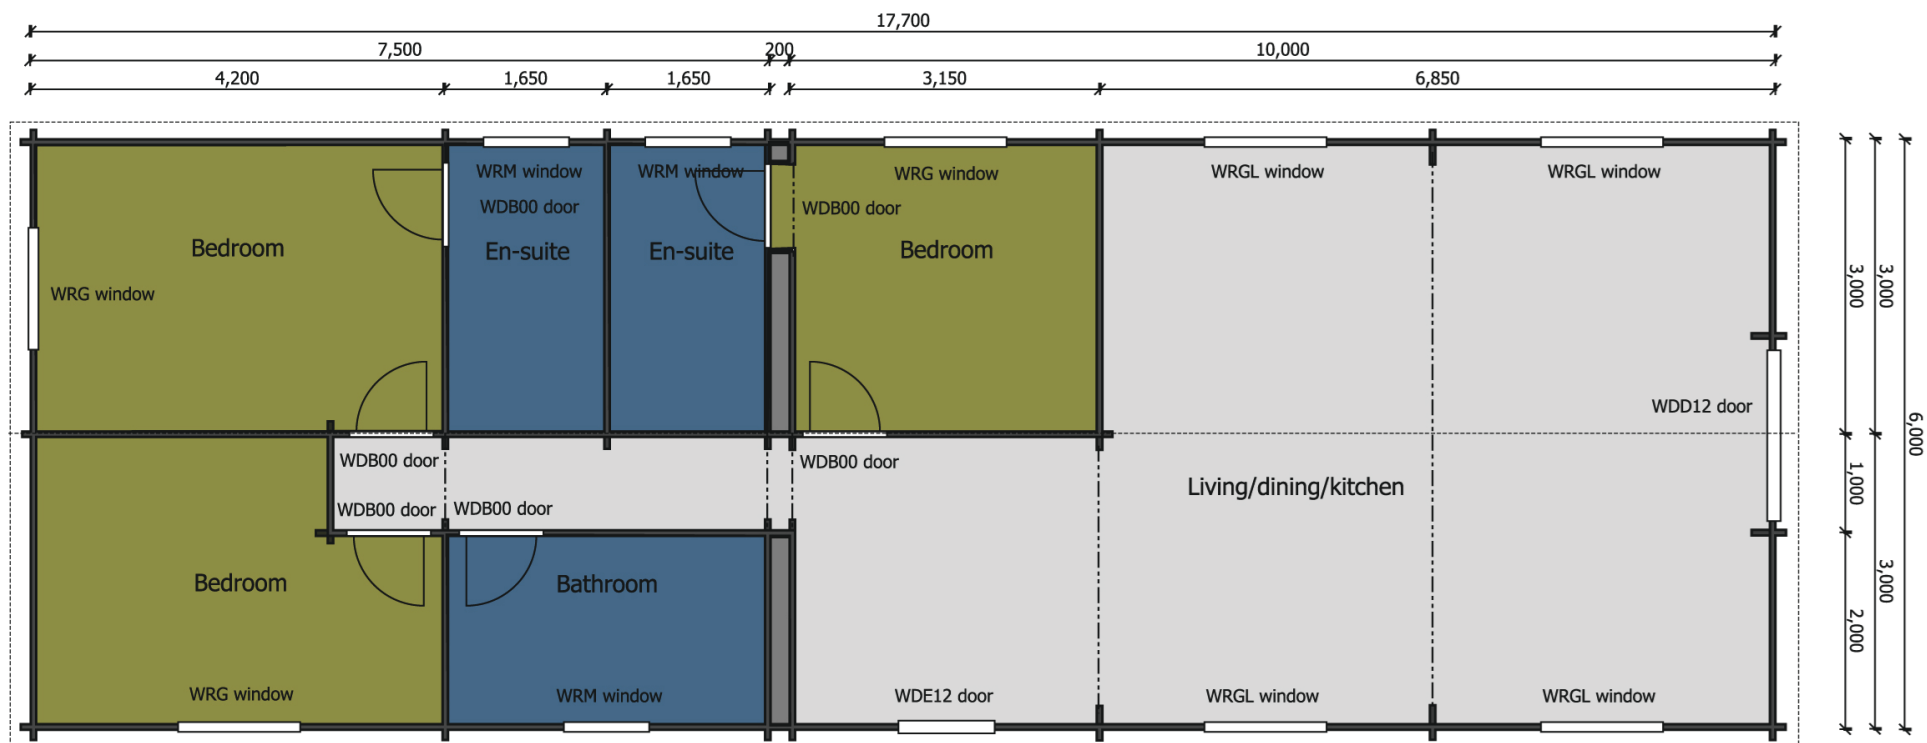 17,700
7,500
200
10,000
4,200
1,650
1,650
3,150
6,850
WRM window
WRM window
WRG window
WRGL window
WRGL window
WDB00 door
WDB00 door
Bedroom
En-suite
En-suite
Bedroom
WRG window
3,000
3,000
WDD12 door
6,000
WDB00 door
WDB00 door
1,000
Living/dining/kitchen
WDB00 door
WDB00 door
Bedroom
Bathroom
3,000
2,000
WRG window
WRM window
WDE12 door
WRGL window
WRGL window